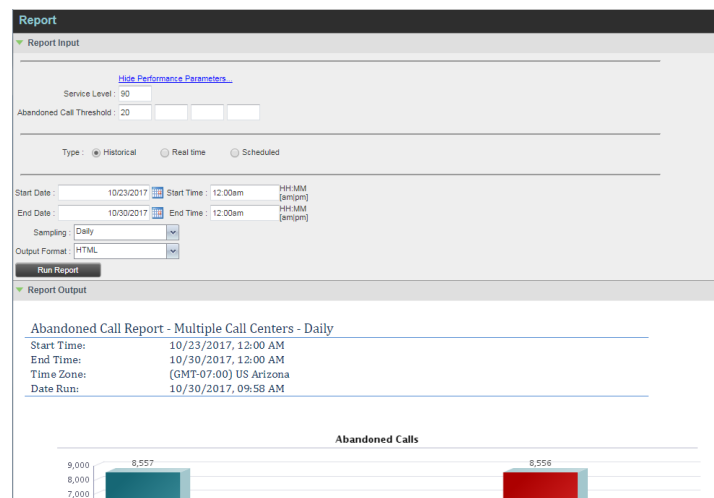 Report
Report Input
Hide Performance Parameters...
Service Level : 90
Abandoned Call Threshold : 20
Type : Historical Real time Scheduled
Start Date : 10/23/2017 Start Time : 12:00am HH:MM [am|pm]
End Date : 10/30/2017 End Time : 12:00am HH:MM [am|pm]
Sampling : Daily
Output Format : HTML
Run Report
Report Output
Abandoned Call Report - Multiple Call Centers - Daily
Start Time: 10/23/2017, 12:00 AM
End Time: 10/30/2017, 12:00 AM
Time Zone: (GMT-07:00) US Arizona
Date Run: 10/30/2017, 09:58 AM
Abandoned Calls
8,557 8,556
9,000
8,000
7,000